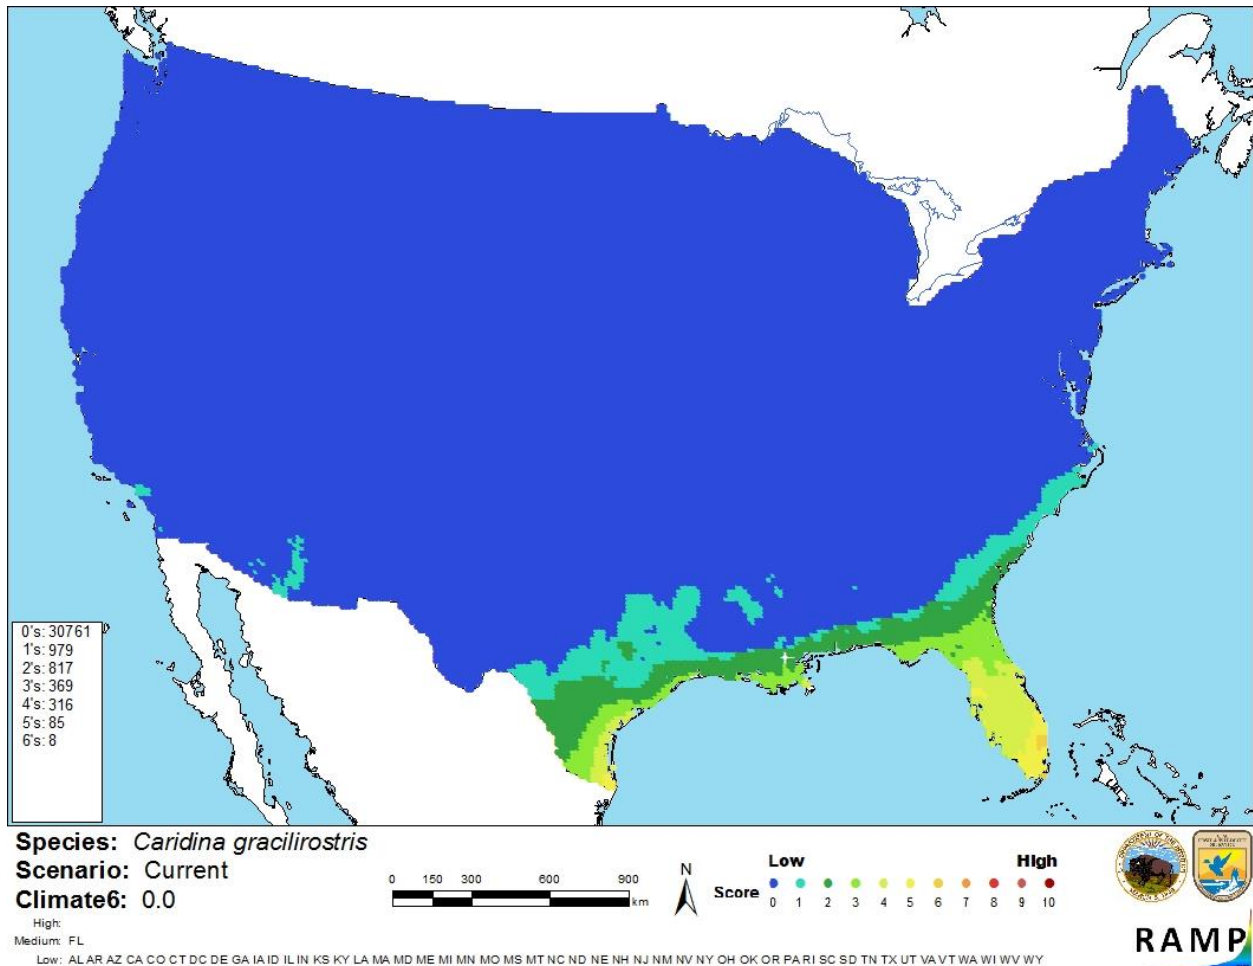 0's: 30761
1's: 979
2's: 817
3's: 369
4's: 316
5's: 85
6's: 8
Species: Caridina gracilirostris
Scenario: Current
Climate6: 0.0
High:
Medium: FL
Low: AL AR AZ CA CO CT DC DE GA IA ID IL IN KS KY LA MA MD ME MI MN MO MS MT NC ND NE NH NJ NM NV NY OH OK OR PA RI SC SD TN TX UT VA VT WA WI WV WY
0 150 300 600 900
km
N
Low High
Score
0 1 2 3 4 5 6 7 8 9 10
RAMP